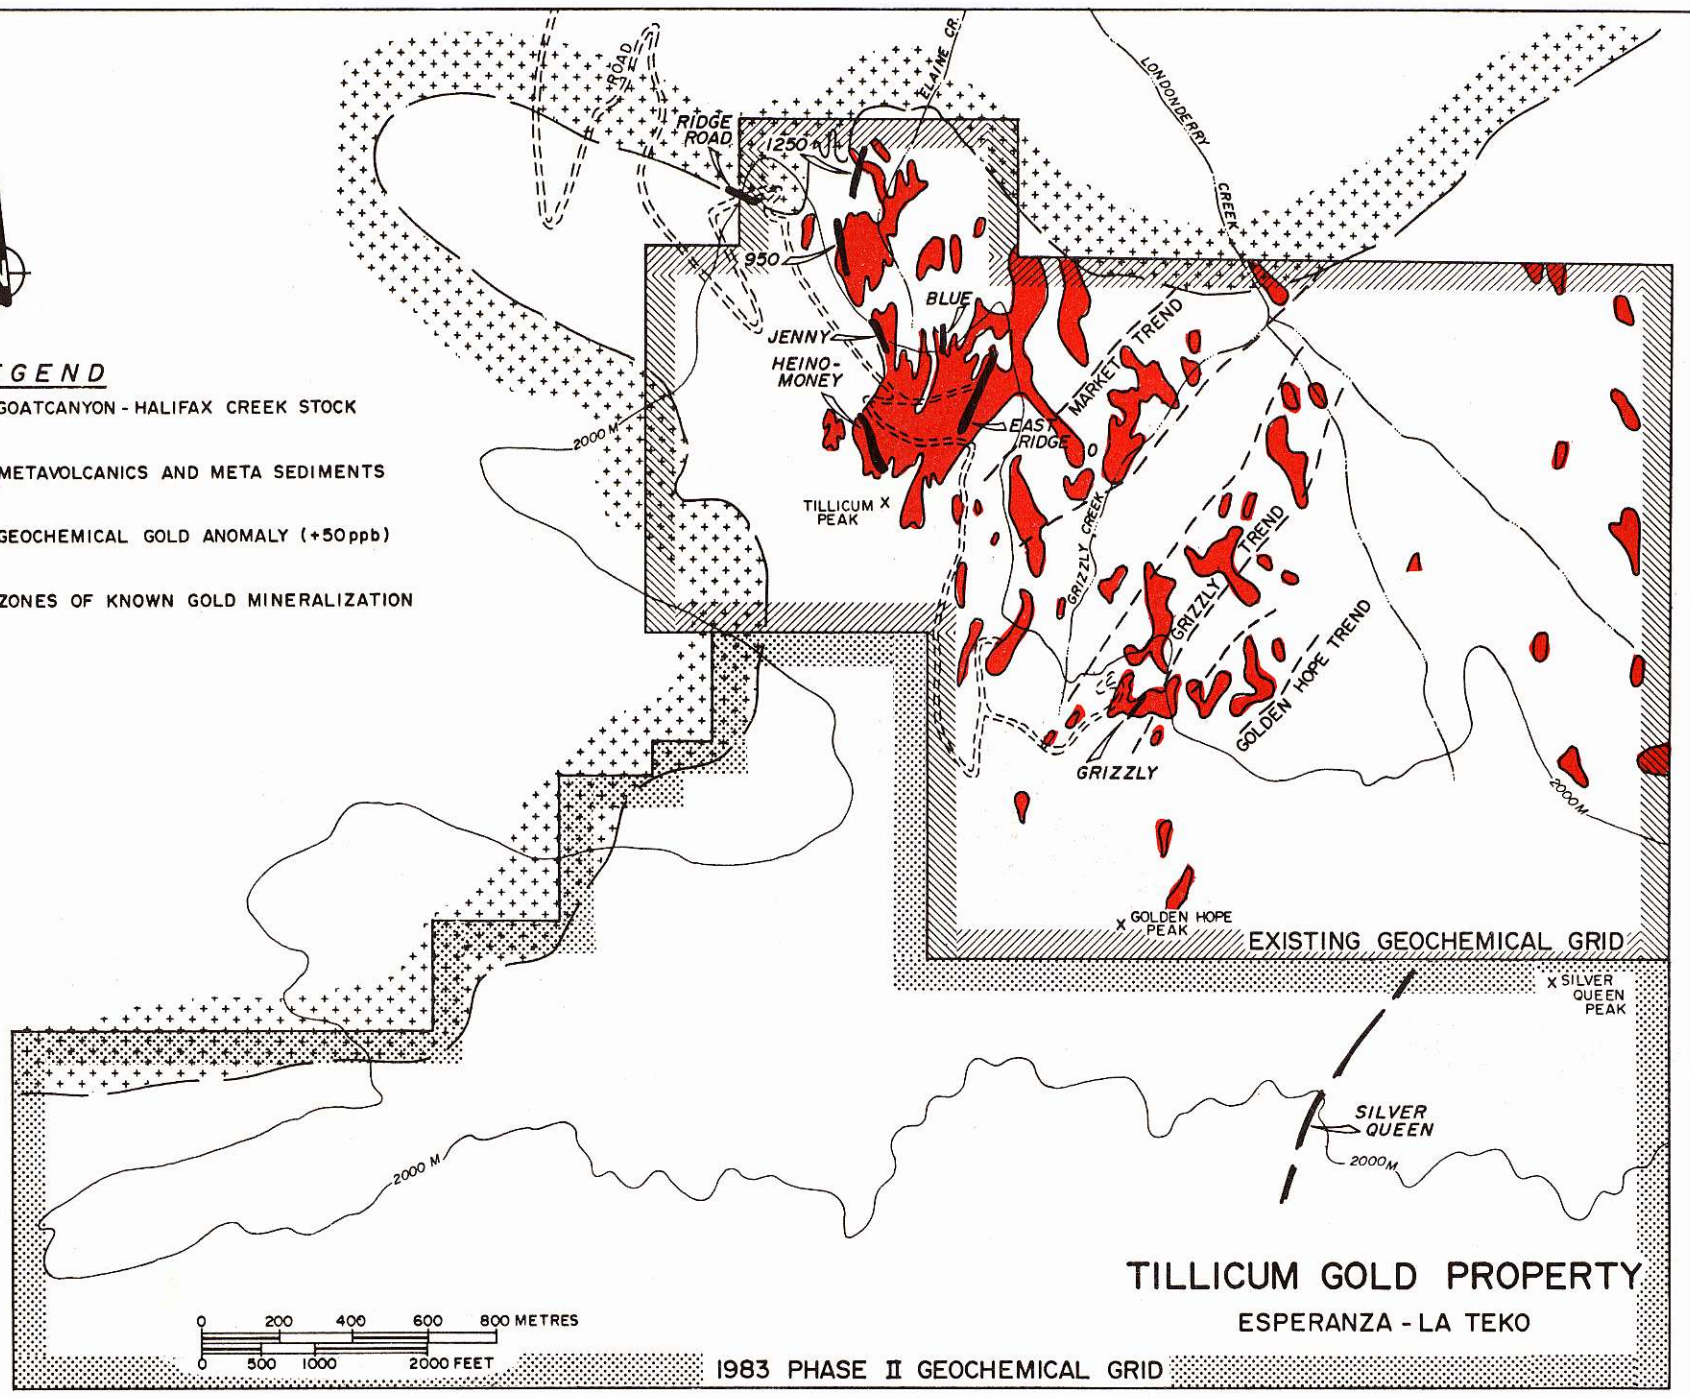 ROAD
ELAINE CR.
LONDONDERRY
CREEK
RIDGE
ROAD
1250
950
BLUE
JENNY
HEINO-
MONEY
MARKET TREND
EAST
RIDGE
2000 M
TILLICUM X
PEAK
GRIZZLY CREEK
GRIZZLY TREND
GOLDEN HOPE TREND
GRIZZLY
2000M
GEND
GOATCANYON - HALIFAX CREEK STOCK
METAVOLCANICS AND META SEDIMENTS
GEOCHEMICAL GOLD ANOMALY (+50ppb)
ZONES OF KNOWN GOLD MINERALIZATION
X GOLDEN HOPE
PEAK
EXISTING GEOCHEMICAL GRID
X SILVER
QUEEN
PEAK
SILVER
QUEEN
2000M
2000 M
TILLICUM GOLD PROPERTY
ESPERANZA - LA TEKO
0 200 400 600 800 METRES
0 500 1000 2000 FEET
1983 PHASE II GEOCHEMICAL GRID